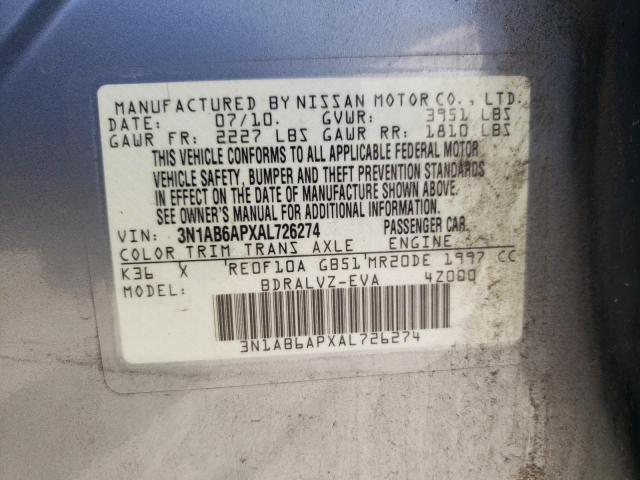 MANUFACTURED BY NISSAN MOTOR CO., LTD.
DATE: 07/10. GVWR: 3951 LBS
GAWR FR: 2227 LBS GAWR RR: 1810 LBS
THIS VEHICLE CONFORMS TO ALL APPLICABLE FEDERAL MOTOR
VEHICLE SAFETY, BUMPER AND THEFT PREVENTION STANDARDS
IN EFFECT ON THE DATE OF MANUFACTURE SHOWN ABOVE.
SEE OWNER'S MANUAL FOR ADDITIONAL INFORMATION.
VIN: 3N1AB6APXAL726274 PASSENGER CAR.
COLOR TRIM TRANS AXLE ENGINE
K36 X RE0F10A GB51 MR20DE 1997 CC
MODEL: BDRALVZ-EVA 4Z000
3N1AB6APXAL726274